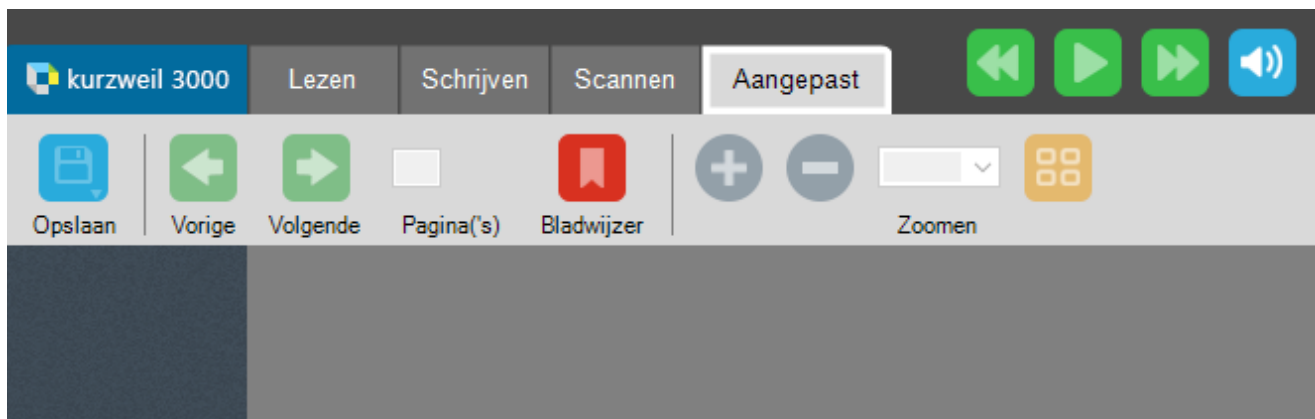 kurzweil 3000 Lezen Schrijven Scannen Aangepast
Opslaan Vorige Volgende Pagina('s) Bladwijzer Zoomen